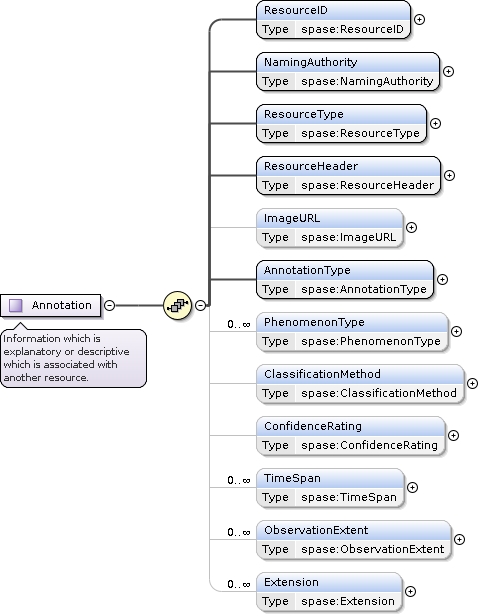 ResourceID
Type spase:ResourceID
NamingAuthority
Type spase:NamingAuthority
ResourceType
Type spase:ResourceType
ResourceHeader
Type spase:ResourceHeader
ImageURL
Type spase:ImageURL
Annotation
Information which is
explanatory or descriptive
which is associated with
another resource.
AnnotationType
Type spase:AnnotationType
0..∞
PhenomenonType
Type spase:PhenomenonType
ClassificationMethod
Type spase:ClassificationMethod
ConfidenceRating
Type spase:ConfidenceRating
0..∞
TimeSpan
Type spase:TimeSpan
0..∞
ObservationExtent
Type spase:ObservationExtent
0..∞
Extension
Type spase:Extension